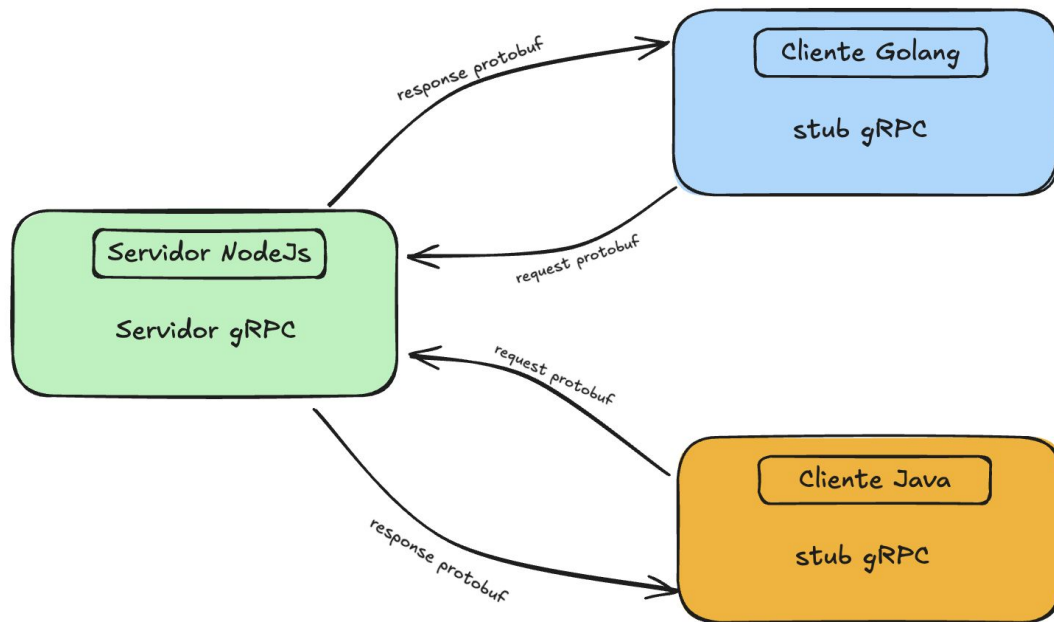 response protobuf
Cliente Golang
stub gRPC
request protobuf
Servidor NodeJs
Servidor gRPC
request protobuf
Cliente Java
stub gRPC
response protobuf